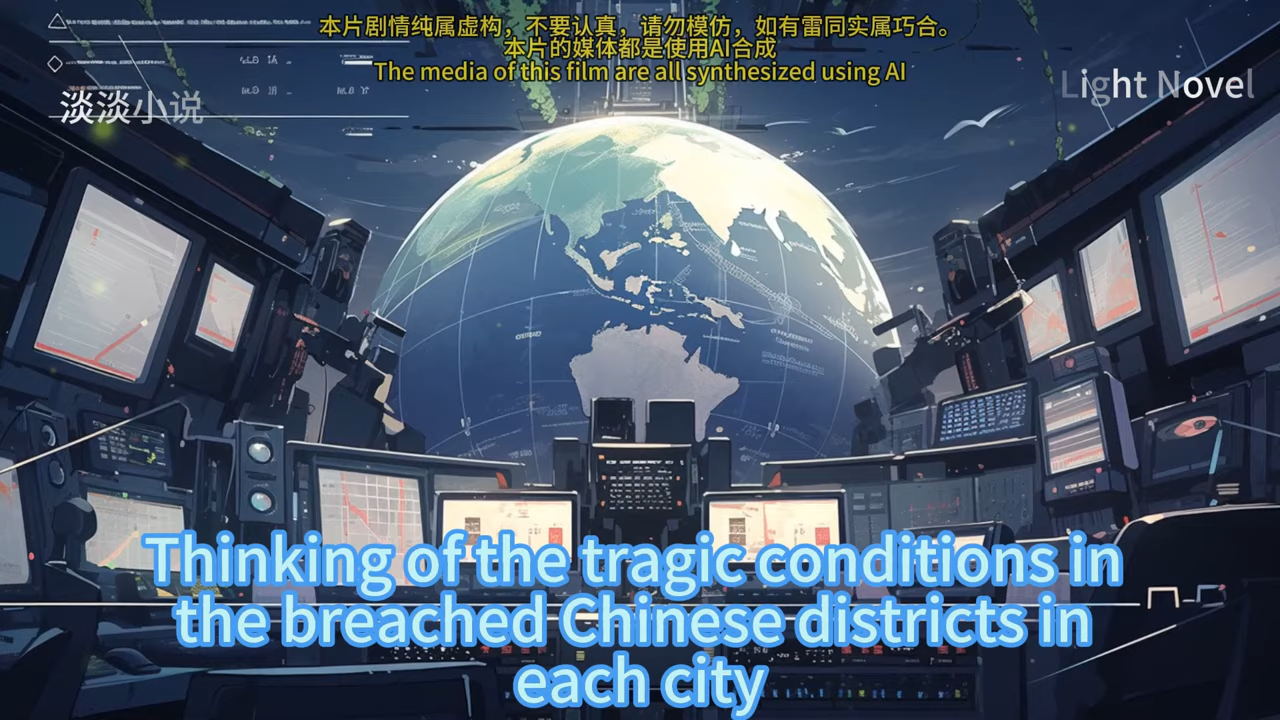 本片剧情纯属虚构，不要认真，请勿模仿，如有雷同实属巧合。
本片的媒体都是使用AI合成
The media of this film are all synthesized using AI
淡淡小说
Light Novel
Thinking of the tragic conditions in
the breached Chinese districts in
each city